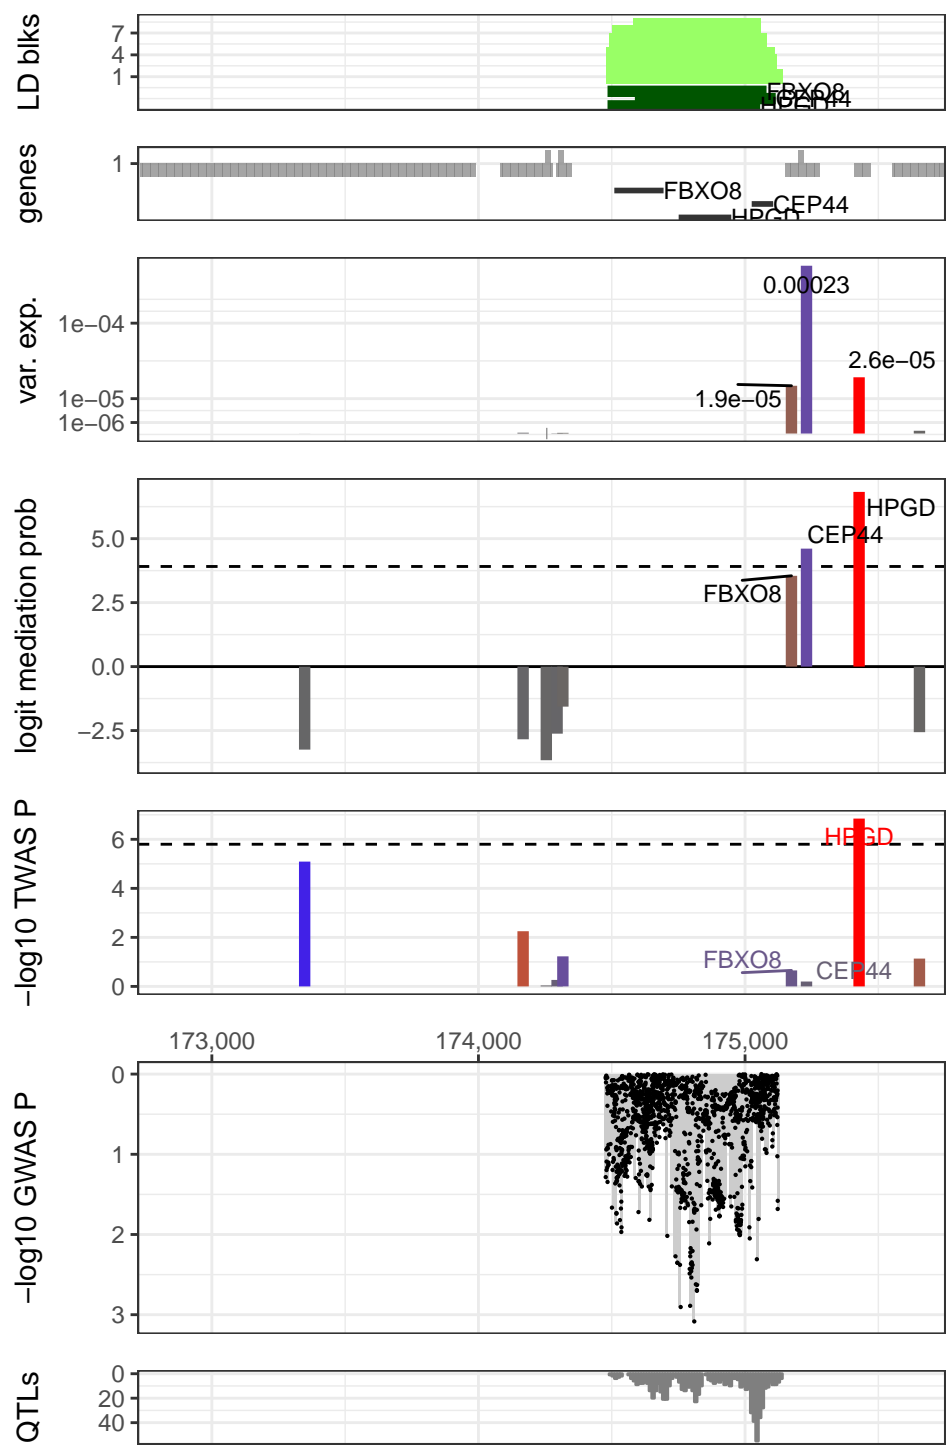 LD blks
7
4
1
FBXO8
CEP44
HPGD
genes
1
FBXO8
CEP44
HPGD
var. exp.
1e−04
1e−05
1e−06
0.00023
2.6e−05
1.9e−05
logit mediation prob
5.0
2.5
0.0
−2.5
HPGD
CEP44
FBXO8
−log10 TWAS P
6
4
2
0
HPGD
FBXO8
CEP44
173,000 174,000 175,000
−log10 GWAS P
0
1
2
3
QTLs
0
20
40